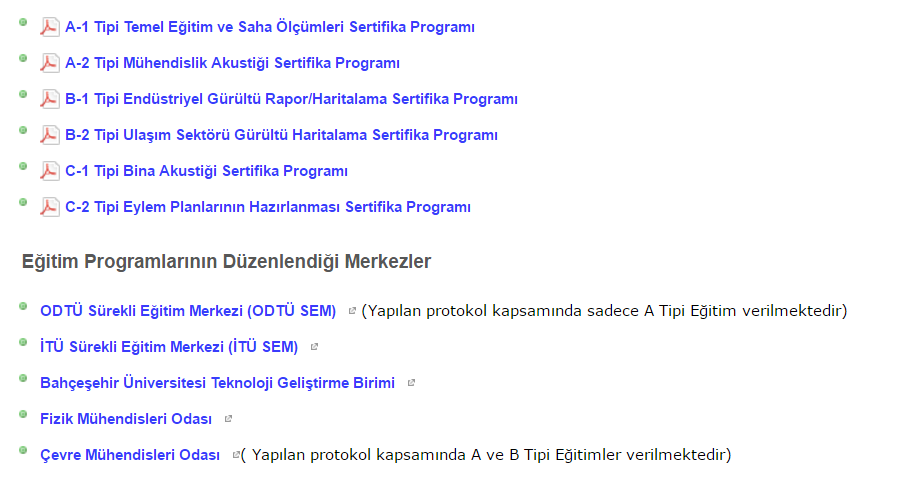 A-1 Tipi Temel Eğitim ve Saha Ölçümleri Sertifika Programı
A-2 Tipi Mühendislik Akustiği Sertifika Programı
B-1 Tipi Endüstriyel Gürültü Rapor/Haritalama Sertifika Programı
B-2 Tipi Ulaşım Sektörü Gürültü Haritalama Sertifika Programı
C-1 Tipi Bina Akustiği Sertifika Programı
C-2 Tipi Eylem Planlarının Hazırlanması Sertifika Programı
Eğitim Programlarının Düzenlendiği Merkezler
ODTÜ Sürekli Eğitim Merkezi (ODTÜ SEM) (Yapılan protokol kapsamında sadece A Tipi Eğitim verilmektedir)
İTÜ Sürekli Eğitim Merkezi (İTÜ SEM)
Bahçeşehir Üniversitesi Teknoloji Geliştirme Birimi
Fizik Mühendisleri Odası
Çevre Mühendisleri Odası ( Yapılan protokol kapsamında A ve B Tipi Eğitimler verilmektedir)